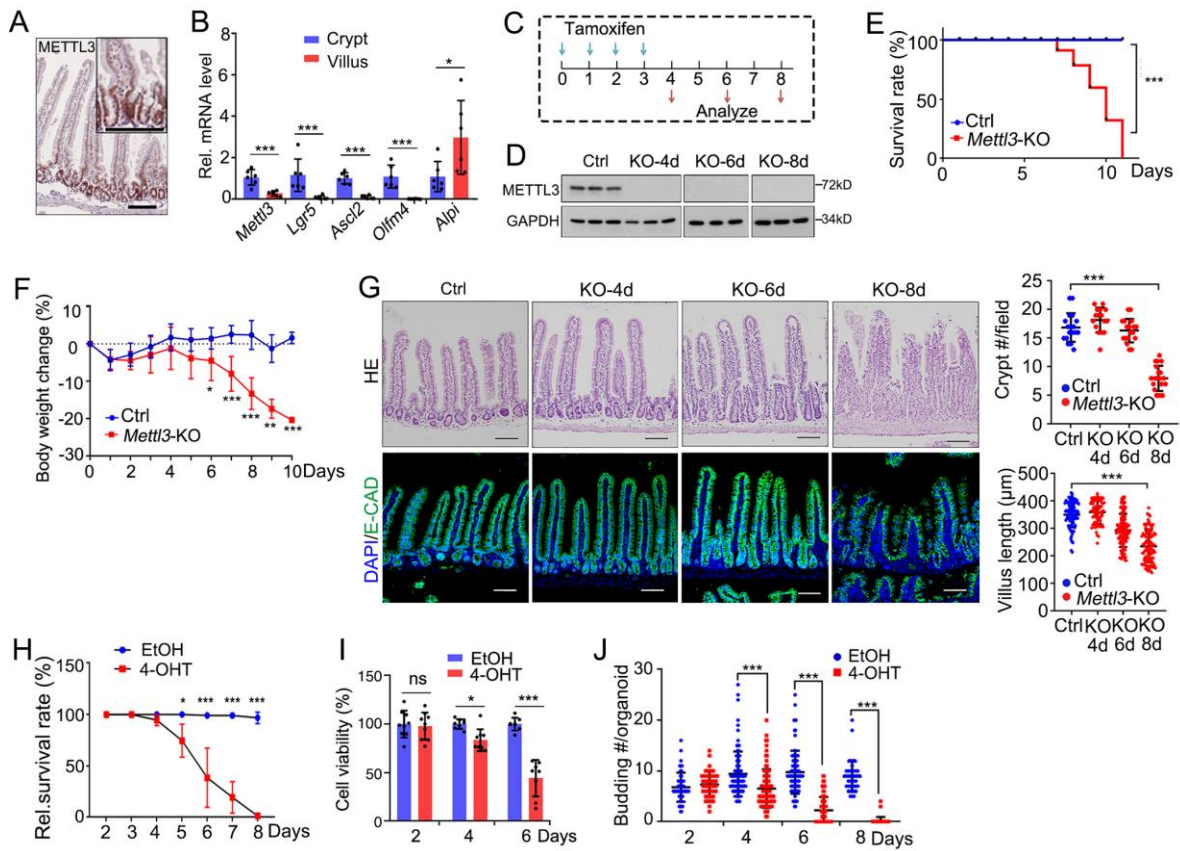 A
METTL3
B
Rel. mRNA level
6
4
2
0
Crypt
Villus
***
***
***
***
*
Mettl3
Lgr5
Ascl2
Olfm4
Alpi
C
Tamoxifen
0 1 2 3 4 5 6 7 8
Analyze
D
Ctrl KO-4d KO-6d KO-8d
METTL3
GAPDH
72kD
34kD
E
Survival rate (%)
100
50
0
Ctrl
Mettl3-KO
***
0 5 10 Days
F
Body weight change (%)
10
0
-10
-20
-30
Ctrl
Mettl3-KO
* *** *** ** ***
0 2 4 6 8 10Days
G
Ctrl KO-4d KO-6d KO-8d
HE
DAPI/E-CAD
Crypt #/field
25
20
15
10
5
0
***
Ctrl
Mettl3-KO
Ctrl KO KO KO
4d 6d 8d
Villus length (μm)
500
400
300
200
100
0
***
Ctrl
Mettl3-KO
Ctrl KO KO KO
4d 6d 8d
H
Rel.survival rate (%)
EtOH
4-OHT
100
50
0
* *** *** ***
2 3 4 5 6 7 8 Days
I
Cell viability (%)
EtOH
4-OHT
150
100
50
0
ns * ***
2 4 6 Days
J
Budding #/organoid
EtOH
4-OHT
30
20
10
0
*** *** ***
2 4 6 8 Days